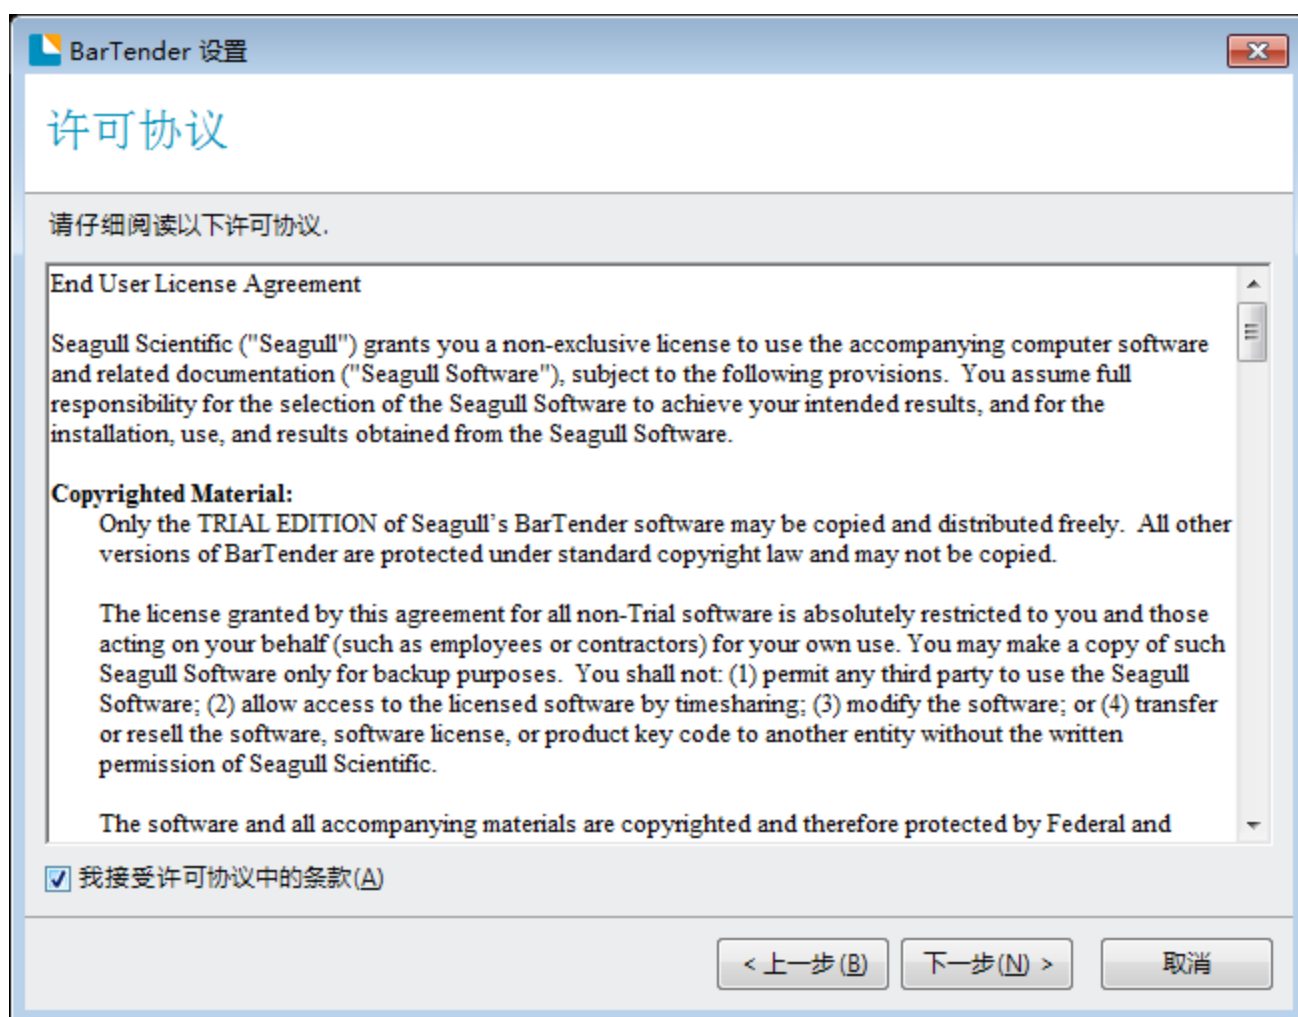 BarTender 设置
许可协议
请仔细阅读以下许可协议.
End User License Agreement
Seagull Scientific ("Seagull") grants you a non-exclusive license to use the accompanying computer software
and related documentation ("Seagull Software"), subject to the following provisions.  You assume full
responsibility for the selection of the Seagull Software to achieve your intended results, and for the
installation, use, and results obtained from the Seagull Software.
Copyrighted Material:
Only the TRIAL EDITION of Seagull’s BarTender software may be copied and distributed freely.  All other
versions of BarTender are protected under standard copyright law and may not be copied.
The license granted by this agreement for all non-Trial software is absolutely restricted to you and those
acting on your behalf (such as employees or contractors) for your own use. You may make a copy of such
Seagull Software only for backup purposes.  You shall not: (1) permit any third party to use the Seagull
Software; (2) allow access to the licensed software by timesharing; (3) modify the software; or (4) transfer
or resell the software, software license, or product key code to another entity without the written
permission of Seagull Scientific.
The software and all accompanying materials are copyrighted and therefore protected by Federal and
我接受许可协议中的条款(A)
< 上一步(B)
下一步(N) >
取消